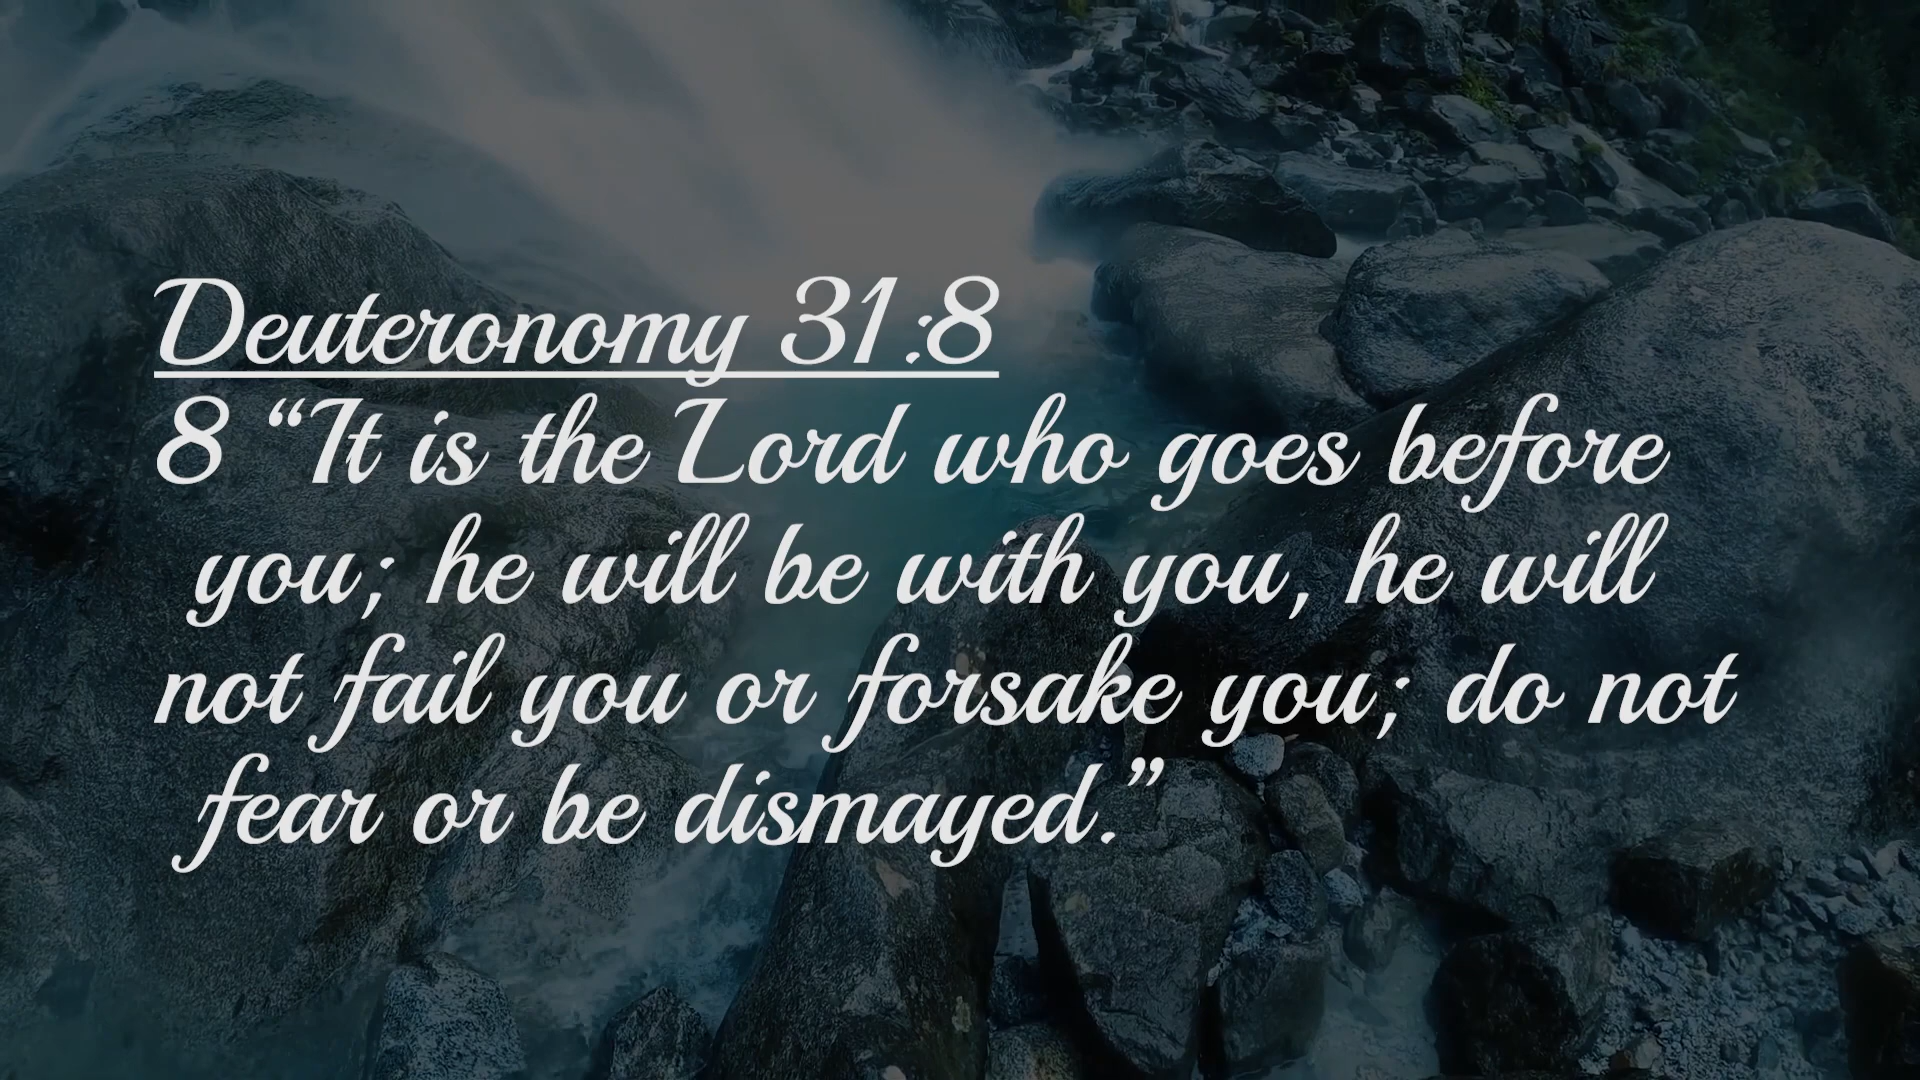 Deuteronomy 31:8
8 “It is the Lord who goes before
you; he will be with you, he will
not fail you or forsake you; do not
fear or be dismayed.”